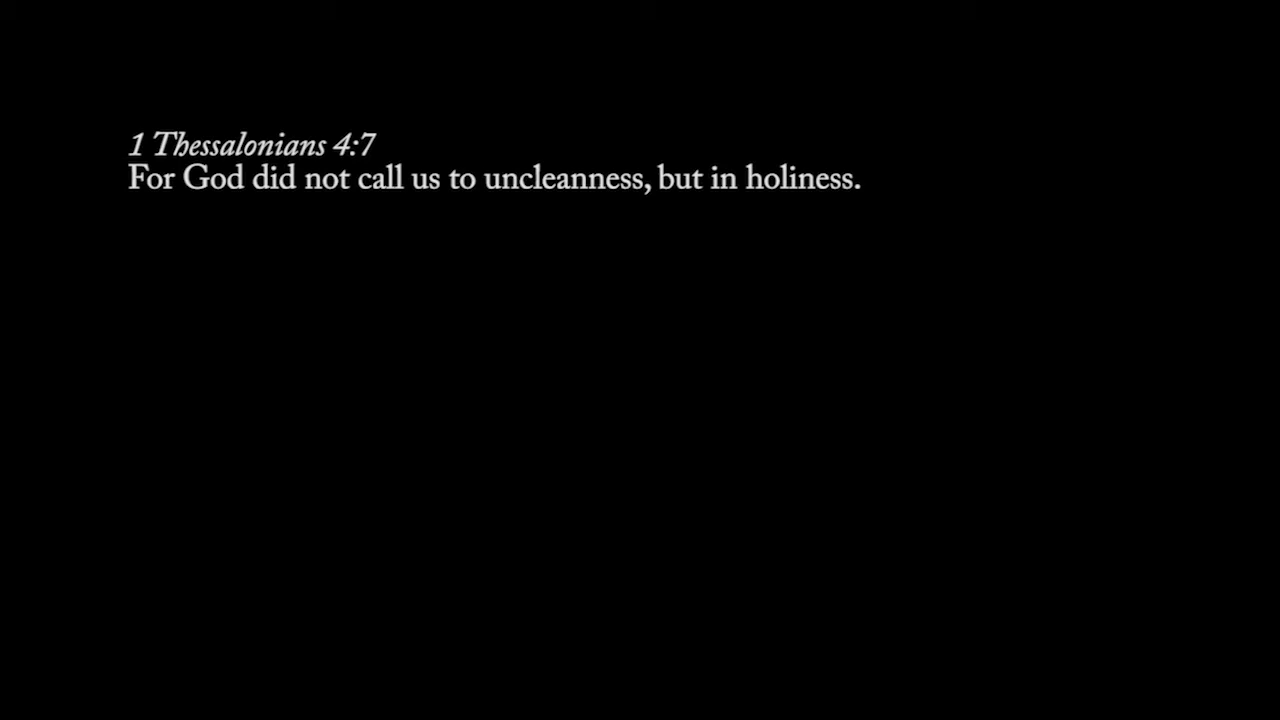 1 Thessalonians 4:7
For God did not call us to uncleanness, but in holiness.